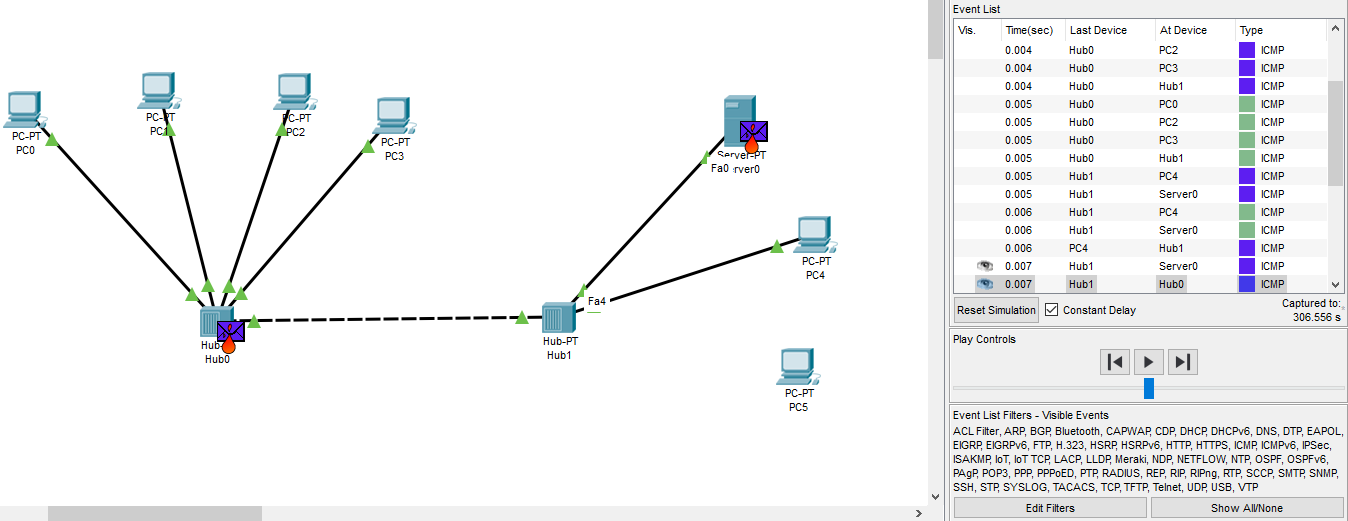 PC-PT
PC0
PC-PT
PC1
PC-PT
PC2
PC-PT
PC3
Server-PT
Fa0
rver0
PC-PT
PC4
Fa4
Hub-PT
Hub1
Hub-
Hub0
PC-PT
PC5
Event List
Vis. Time(sec) Last Device At Device Type
0.004 Hub0 PC2 ICMP
0.004 Hub0 PC3 ICMP
0.004 Hub0 Hub1 ICMP
0.005 Hub0 PC0 ICMP
0.005 Hub0 PC2 ICMP
0.005 Hub0 PC3 ICMP
0.005 Hub0 Hub1 ICMP
0.005 Hub1 PC4 ICMP
0.005 Hub1 Server0 ICMP
0.006 Hub1 PC4 ICMP
0.006 Hub1 Server0 ICMP
0.006 PC4 Hub1 ICMP
0.007 Hub1 Server0 ICMP
0.007 Hub1 Hub0 ICMP
Reset Simulation Constant Delay Captured to:
306.556 s
Play Controls
Event List Filters - Visible Events
ACL Filter, ARP, BGP, Bluetooth, CAPWAP, CDP, DHCP, DHCPv6, DNS, DTP, EAPOL,
EIGRP, EIGRPv6, FTP, H.323, HSRP, HSRPv6, HTTP, HTTPS, ICMP, ICMPv6, IPSec,
ISAKMP, IoT, IoT TCP, LACP, LLDP, Meraki, NDP, NETFLOW, NTP, OSPF, OSPFv6,
PAgP, POP3, PPP, PPPoED, PTP, RADIUS, REP, RIP, RIPng, RTP, SCCP, SMTP, SNMP,
SSH, STP, SYSLOG, TACACS, TCP, TFTP, Telnet, UDP, USB, VTP
Edit Filters Show All/None